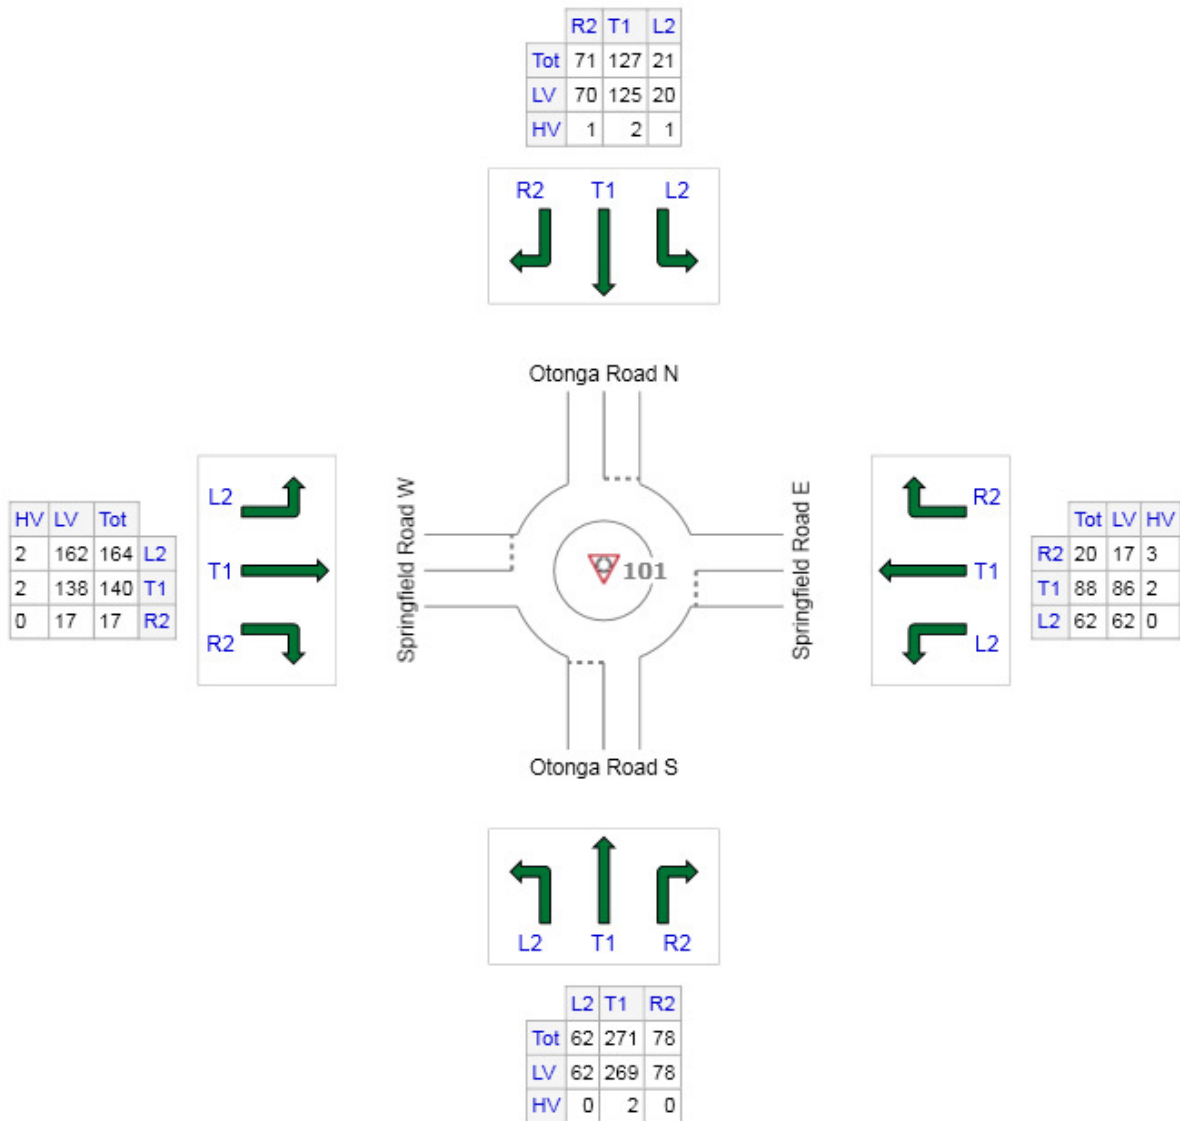 R2 T1 L2
Tot 71 127 21
LV 70 125 20
HV 1 2 1
R2 T1 L2
Otonga Road N
HV LV Tot
2 162 164 L2
2 138 140 T1
0 17 17 R2
L2
T1
R2
Springfield Road W
101
Springfield Road E
R2
T1
L2
Tot LV HV
R2 20 17 3
T1 88 86 2
L2 62 62 0
Otonga Road S
L2 T1 R2
L2 T1 R2
Tot 62 271 78
LV 62 269 78
HV 0 2 0